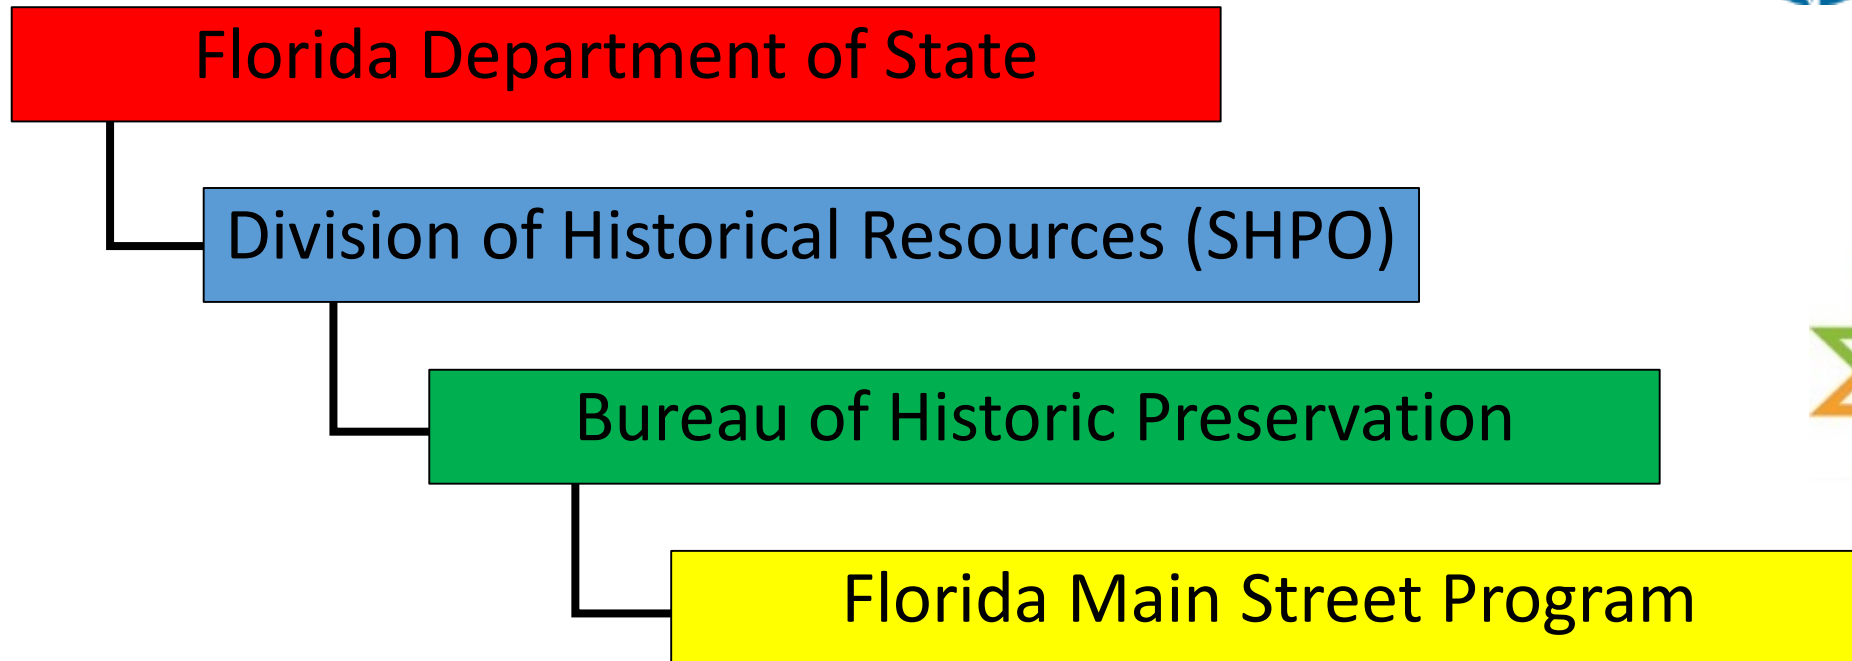 Florida Department of State
Division of Historical Resources (SHPO)
Bureau of Historic Preservation
Florida Main Street Program